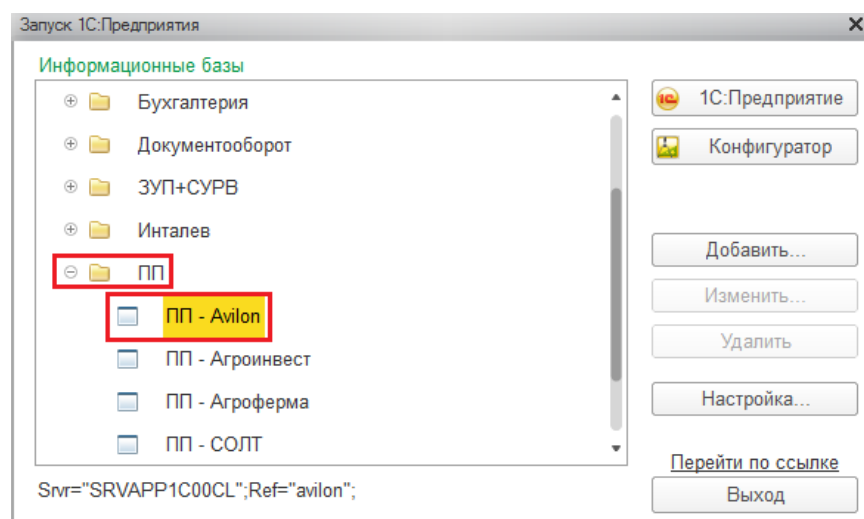 Запуск 1С:Предприятия
Информационные базы
Бухгалтерия
Документооборот
ЗУП+СУРВ
Инталев
ПП
ПП - Avilon
ПП - Агроинвест
ПП - Агроферма
ПП - СОЛТ
Srvr="SRVAPP1C00CL";Ref="avilon";
1С:Предприятие
Конфигуратор
Добавить...
Изменить...
Удалить
Настройка...
Перейти по ссылке
Выход